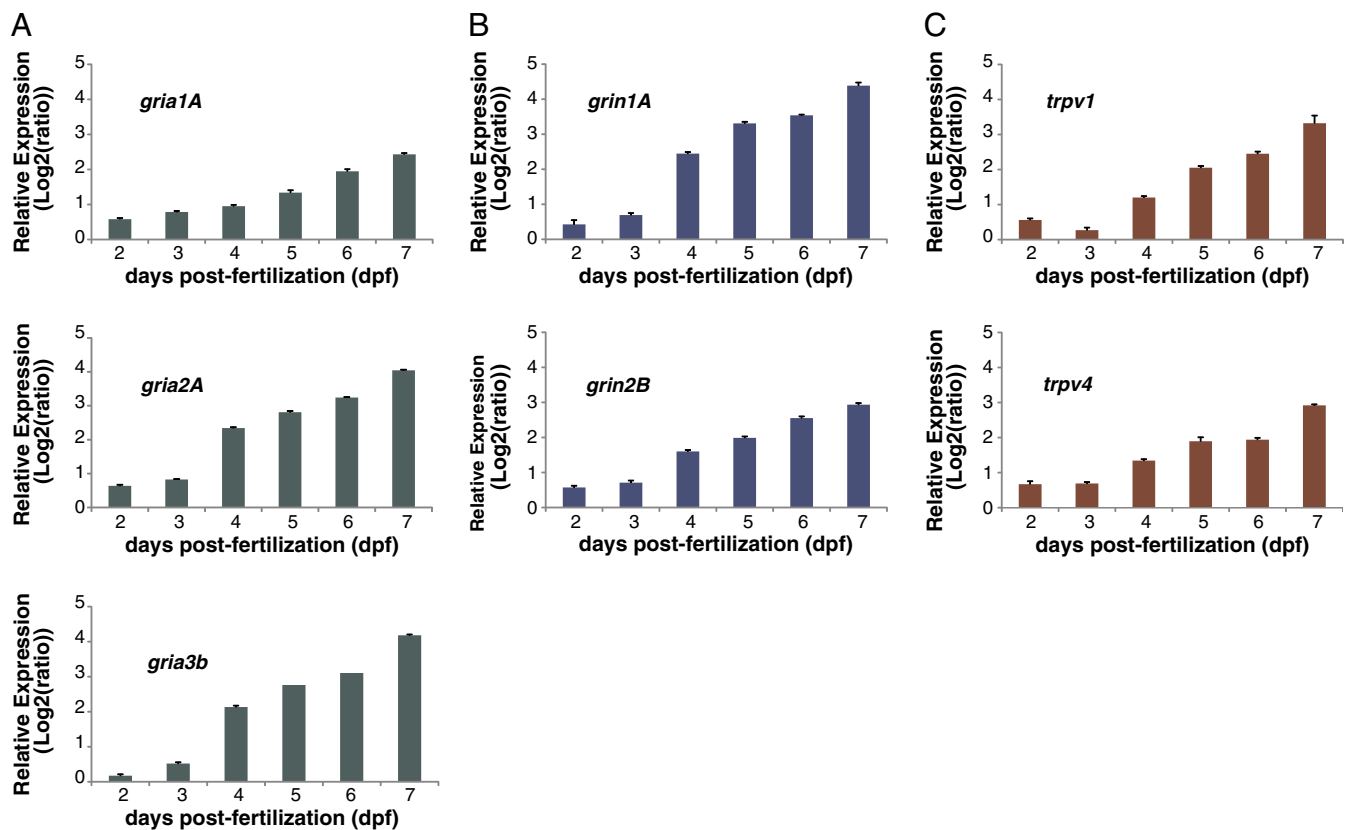 A
Relative Expression
(Log2(ratio))
5
4
3
2
1
0
gria1A
2 3 4 5 6 7
days post-fertilization (dpf)
Relative Expression
(Log2(ratio))
5
4
3
2
1
0
gria2A
2 3 4 5 6 7
days post-fertilization (dpf)
Relative Expression
(Log2(ratio))
5
4
3
2
1
0
gria3b
2 3 4 5 6 7
days post-fertilization (dpf)
B
Relative Expression
(Log2(ratio))
5
4
3
2
1
0
grin1A
2 3 4 5 6 7
days post-fertilization (dpf)
Relative Expression
(Log2(ratio))
5
4
3
2
1
0
grin2B
2 3 4 5 6 7
days post-fertilization (dpf)
C
Relative Expression
(Log2(ratio))
5
4
3
2
1
0
trpv1
2 3 4 5 6 7
days post-fertilization (dpf)
Relative Expression
(Log2(ratio))
5
4
3
2
1
0
trpv4
2 3 4 5 6 7
days post-fertilization (dpf)